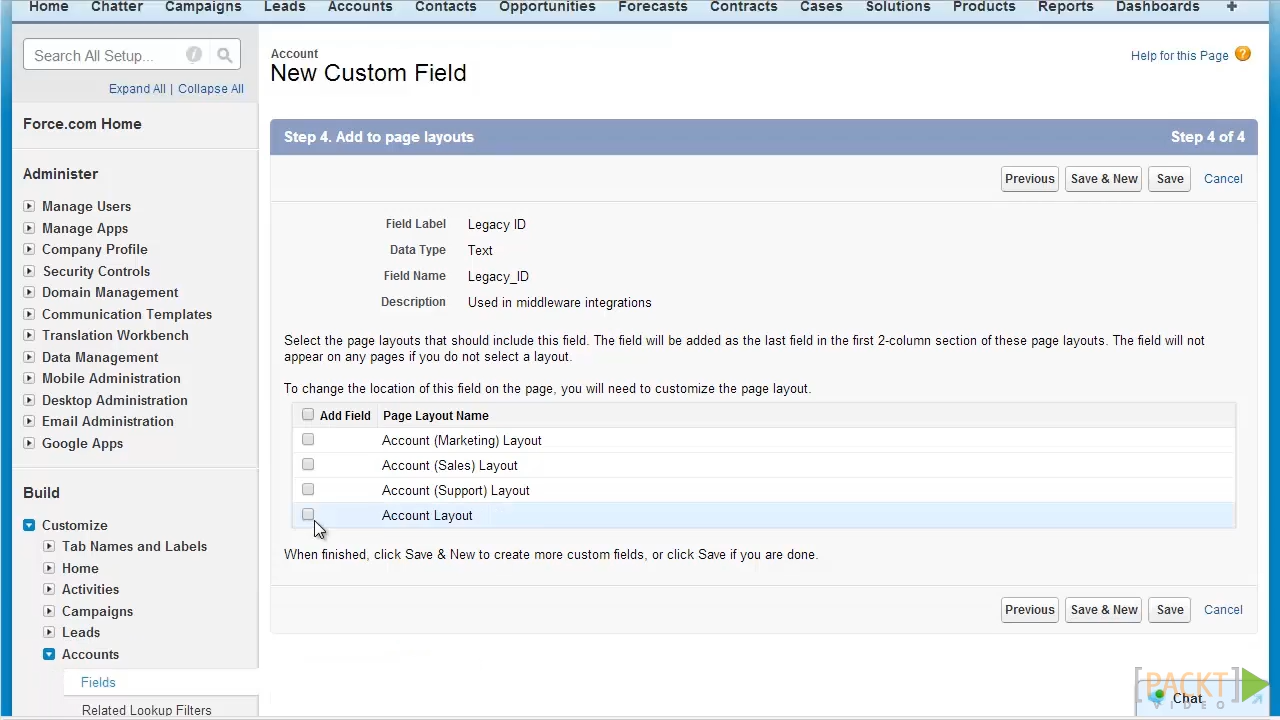 Home Chatter Campaigns Leads Accounts Contacts Opportunities Forecasts Contracts Cases Solutions Products Reports Dashboards +
Search All Setup...
Expand All | Collapse All
Force.com Home
Administer
Manage Users
Manage Apps
Company Profile
Security Controls
Domain Management
Communication Templates
Translation Workbench
Data Management
Mobile Administration
Desktop Administration
Email Administration
Google Apps
Build
Customize
Tab Names and Labels
Home
Activities
Campaigns
Leads
Accounts
Fields
Related Lookup Filters
Account
New Custom Field
Help for this Page ?
Step 4. Add to page layouts Step 4 of 4
Previous Save & New Save Cancel
Field Label Legacy ID
Data Type Text
Field Name Legacy_ID
Description Used in middleware integrations
Select the page layouts that should include this field. The field will be added as the last field in the first 2-column section of these page layouts. The field will not
appear on any pages if you do not select a layout.
To change the location of this field on the page, you will need to customize the page layout.
Add Field Page Layout Name
Account (Marketing) Layout
Account (Sales) Layout
Account (Support) Layout
Account Layout
When finished, click Save & New to create more custom fields, or click Save if you are done.
Previous Save & New Save Cancel
[PACKT]
VIDEO
Chat